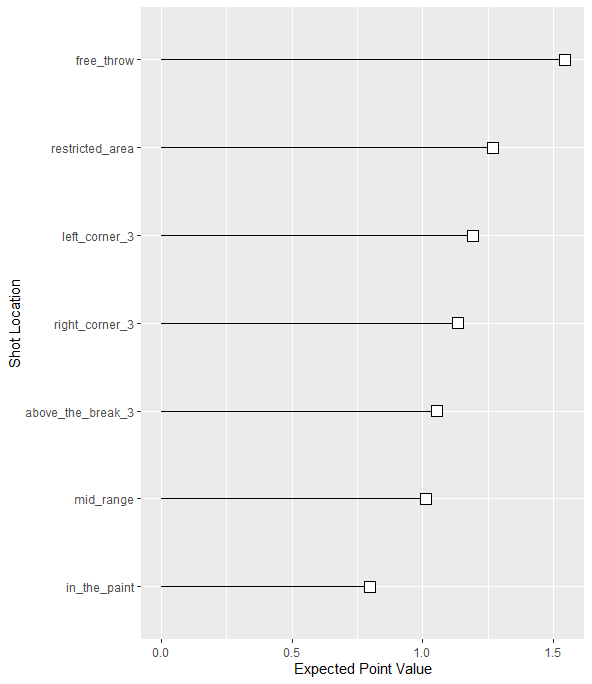 free_throw
restricted_area
left_corner_3
right_corner_3
above_the_break_3
mid_range
in_the_paint
Shot Location
0.0 0.5 1.0 1.5
Expected Point Value